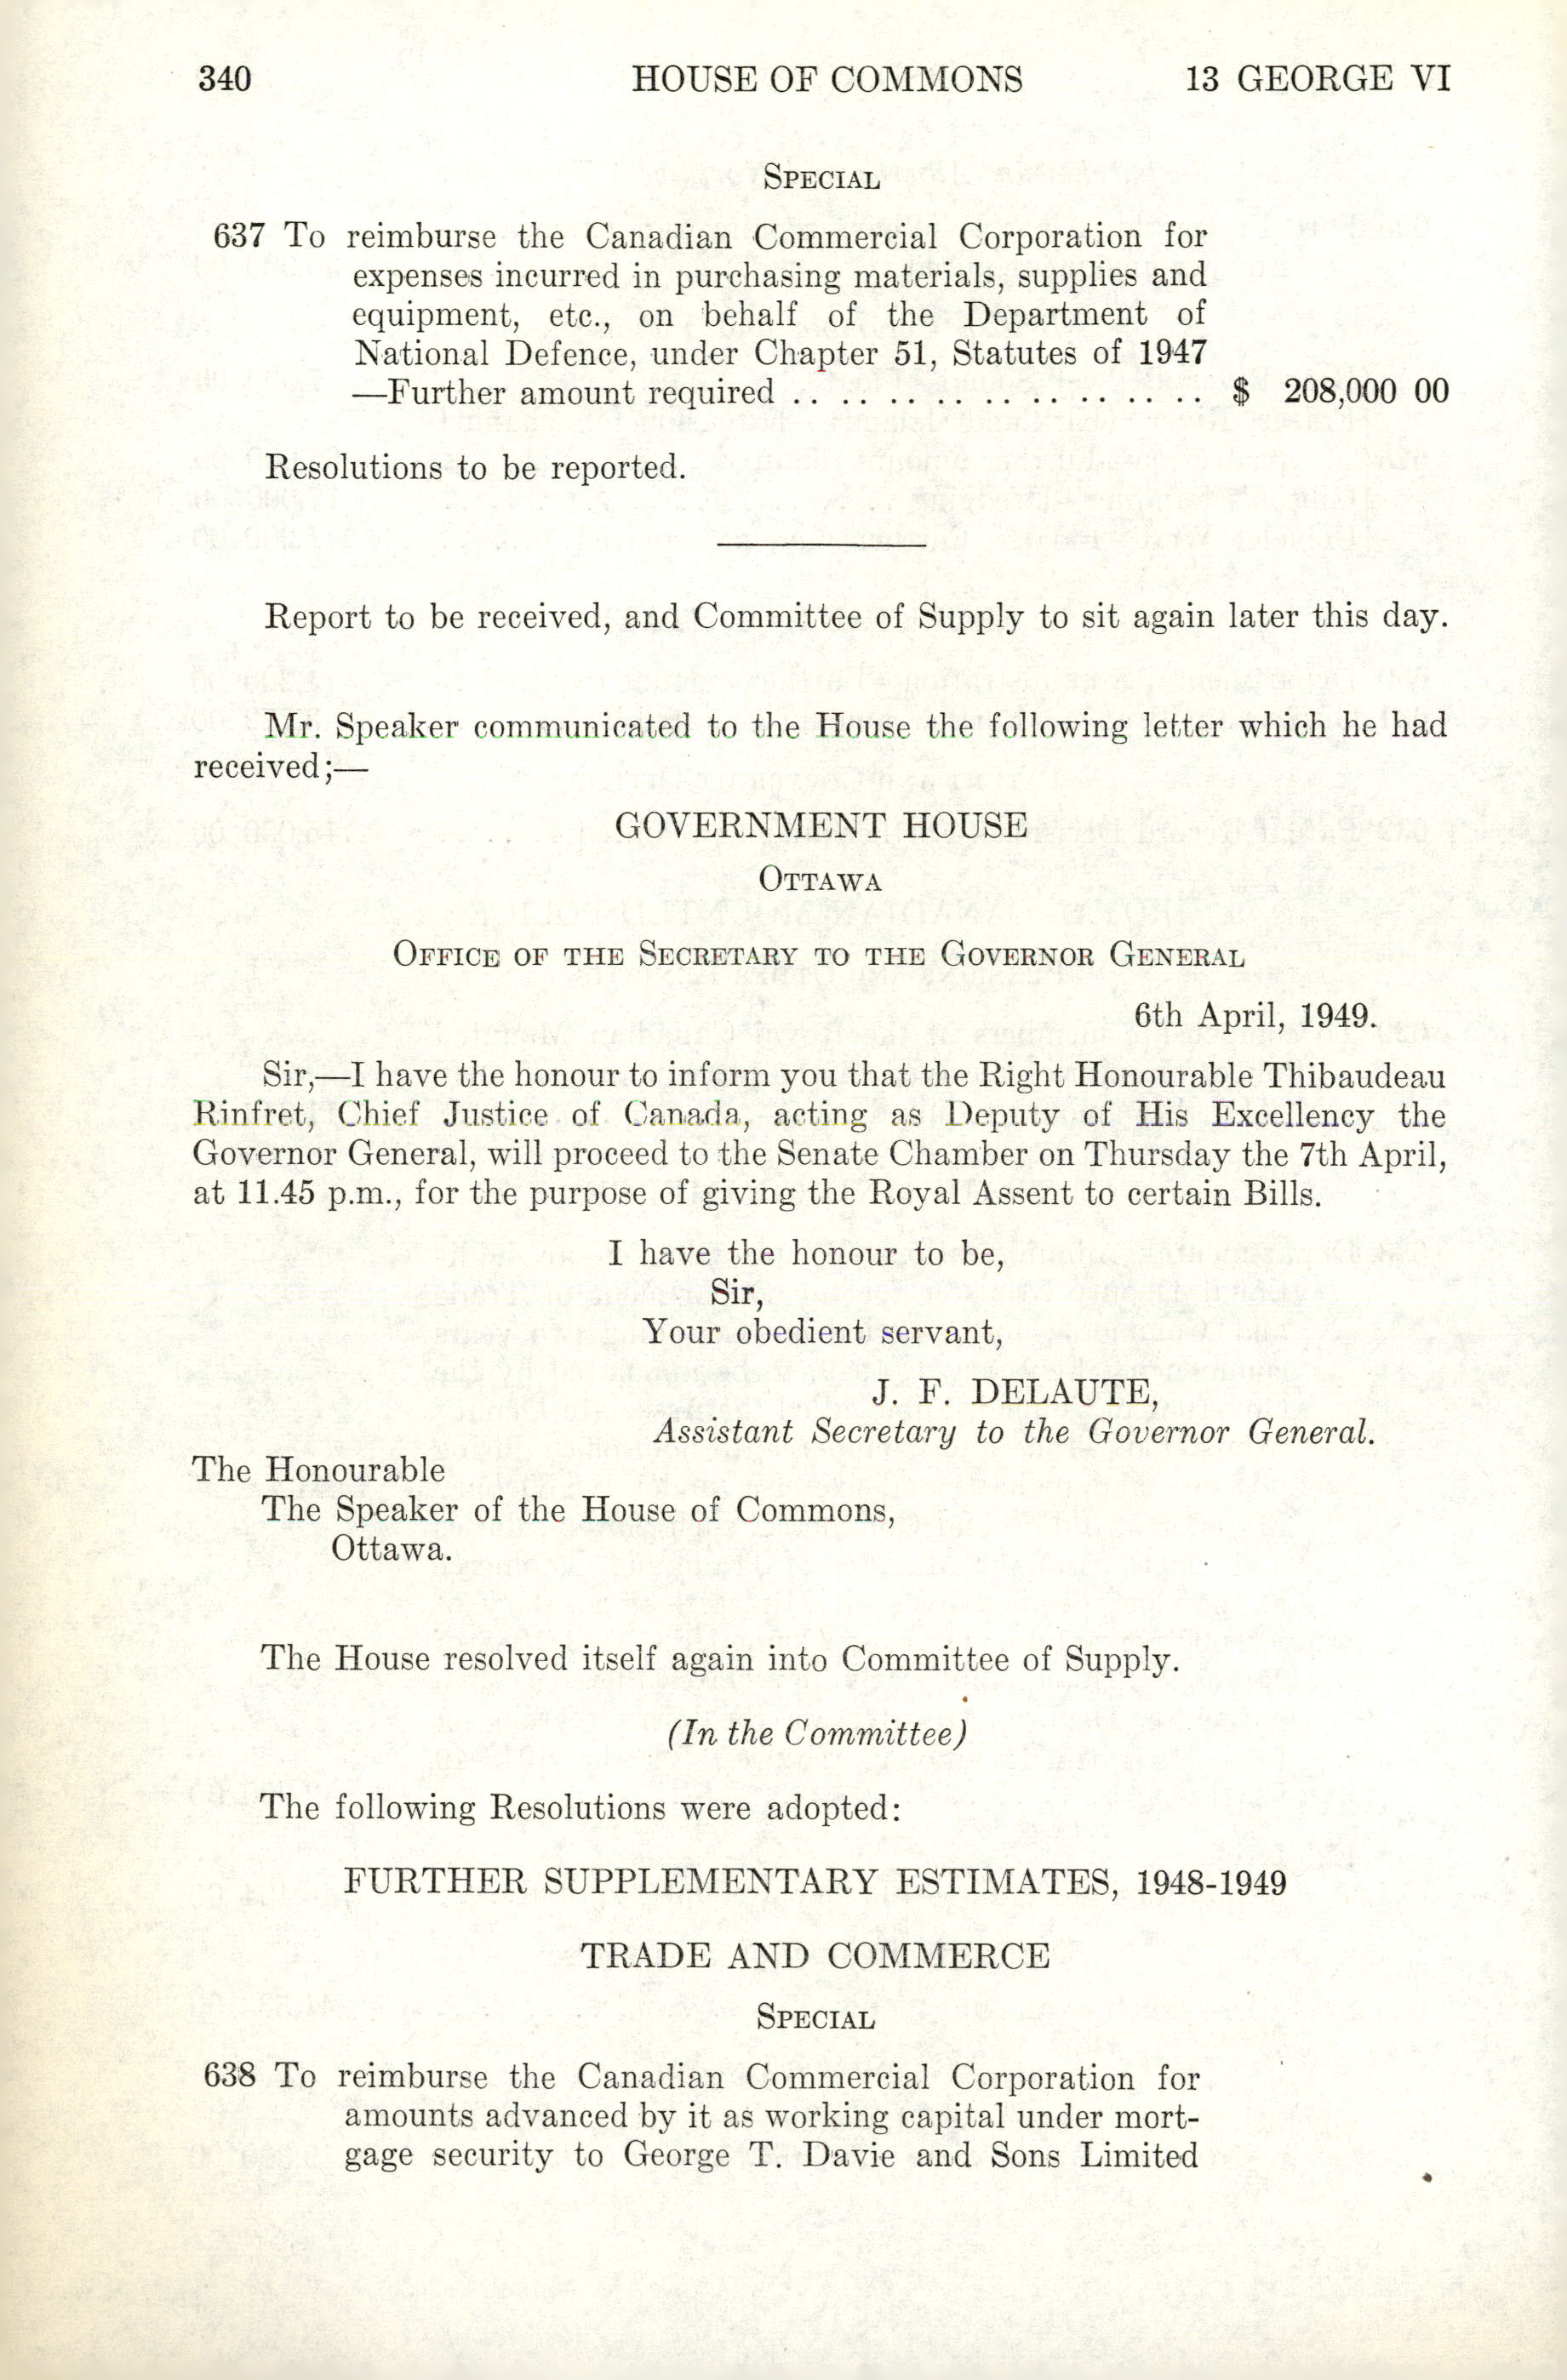 340 HOUSE OF COMMONS 13 GEORGE VI
SPECIAL
637 To reimburse the Canadian Commercial Corporation for
expenses incurred in purchasing materials, supplies and
equipment, etc., on behalf of the Department of
National Defence, under Chapter 51, Statutes of 1947
—Further amount required . . . . . . . . . . . . . . . . . . $ 208,000 00
Resolutions to be reported.
Report to be received, and Committee of Supply to sit again later this day.
Mr. Speaker communicated to the House the following letter which he had
received;—
GOVERNMENT HOUSE
OTTAWA
OFFICE OF THE SECRETARY TO THE GOVERNOR GENERAL
6th April, 1949.
Sir,—I have the honour to inform you that the Right Honourable Thibaudeau
Rinfret, Chief Justice of Canada, acting as Deputy of His Excellency the
Governor General, will proceed to the Senate Chamber on Thursday the 7th April,
at 11.45 p.m., for the purpose of giving the Royal Assent to certain Bills.
I have the honour to be,
Sir,
Your obedient servant,
J. F. DELAUTE,
Assistant Secretary to the Governor General.
The Honourable
The Speaker of the House of Commons,
Ottawa.
The House resolved itself again into Committee of Supply.
(In the Committee)
The following Resolutions were adopted:
FURTHER SUPPLEMENTARY ESTIMATES, 1948-1949
TRADE AND COMMERCE
SPECIAL
638 To reimburse the Canadian Commercial Corporation for
amounts advanced by it as working capital under mort-
gage security to George T. Davie and Sons Limited